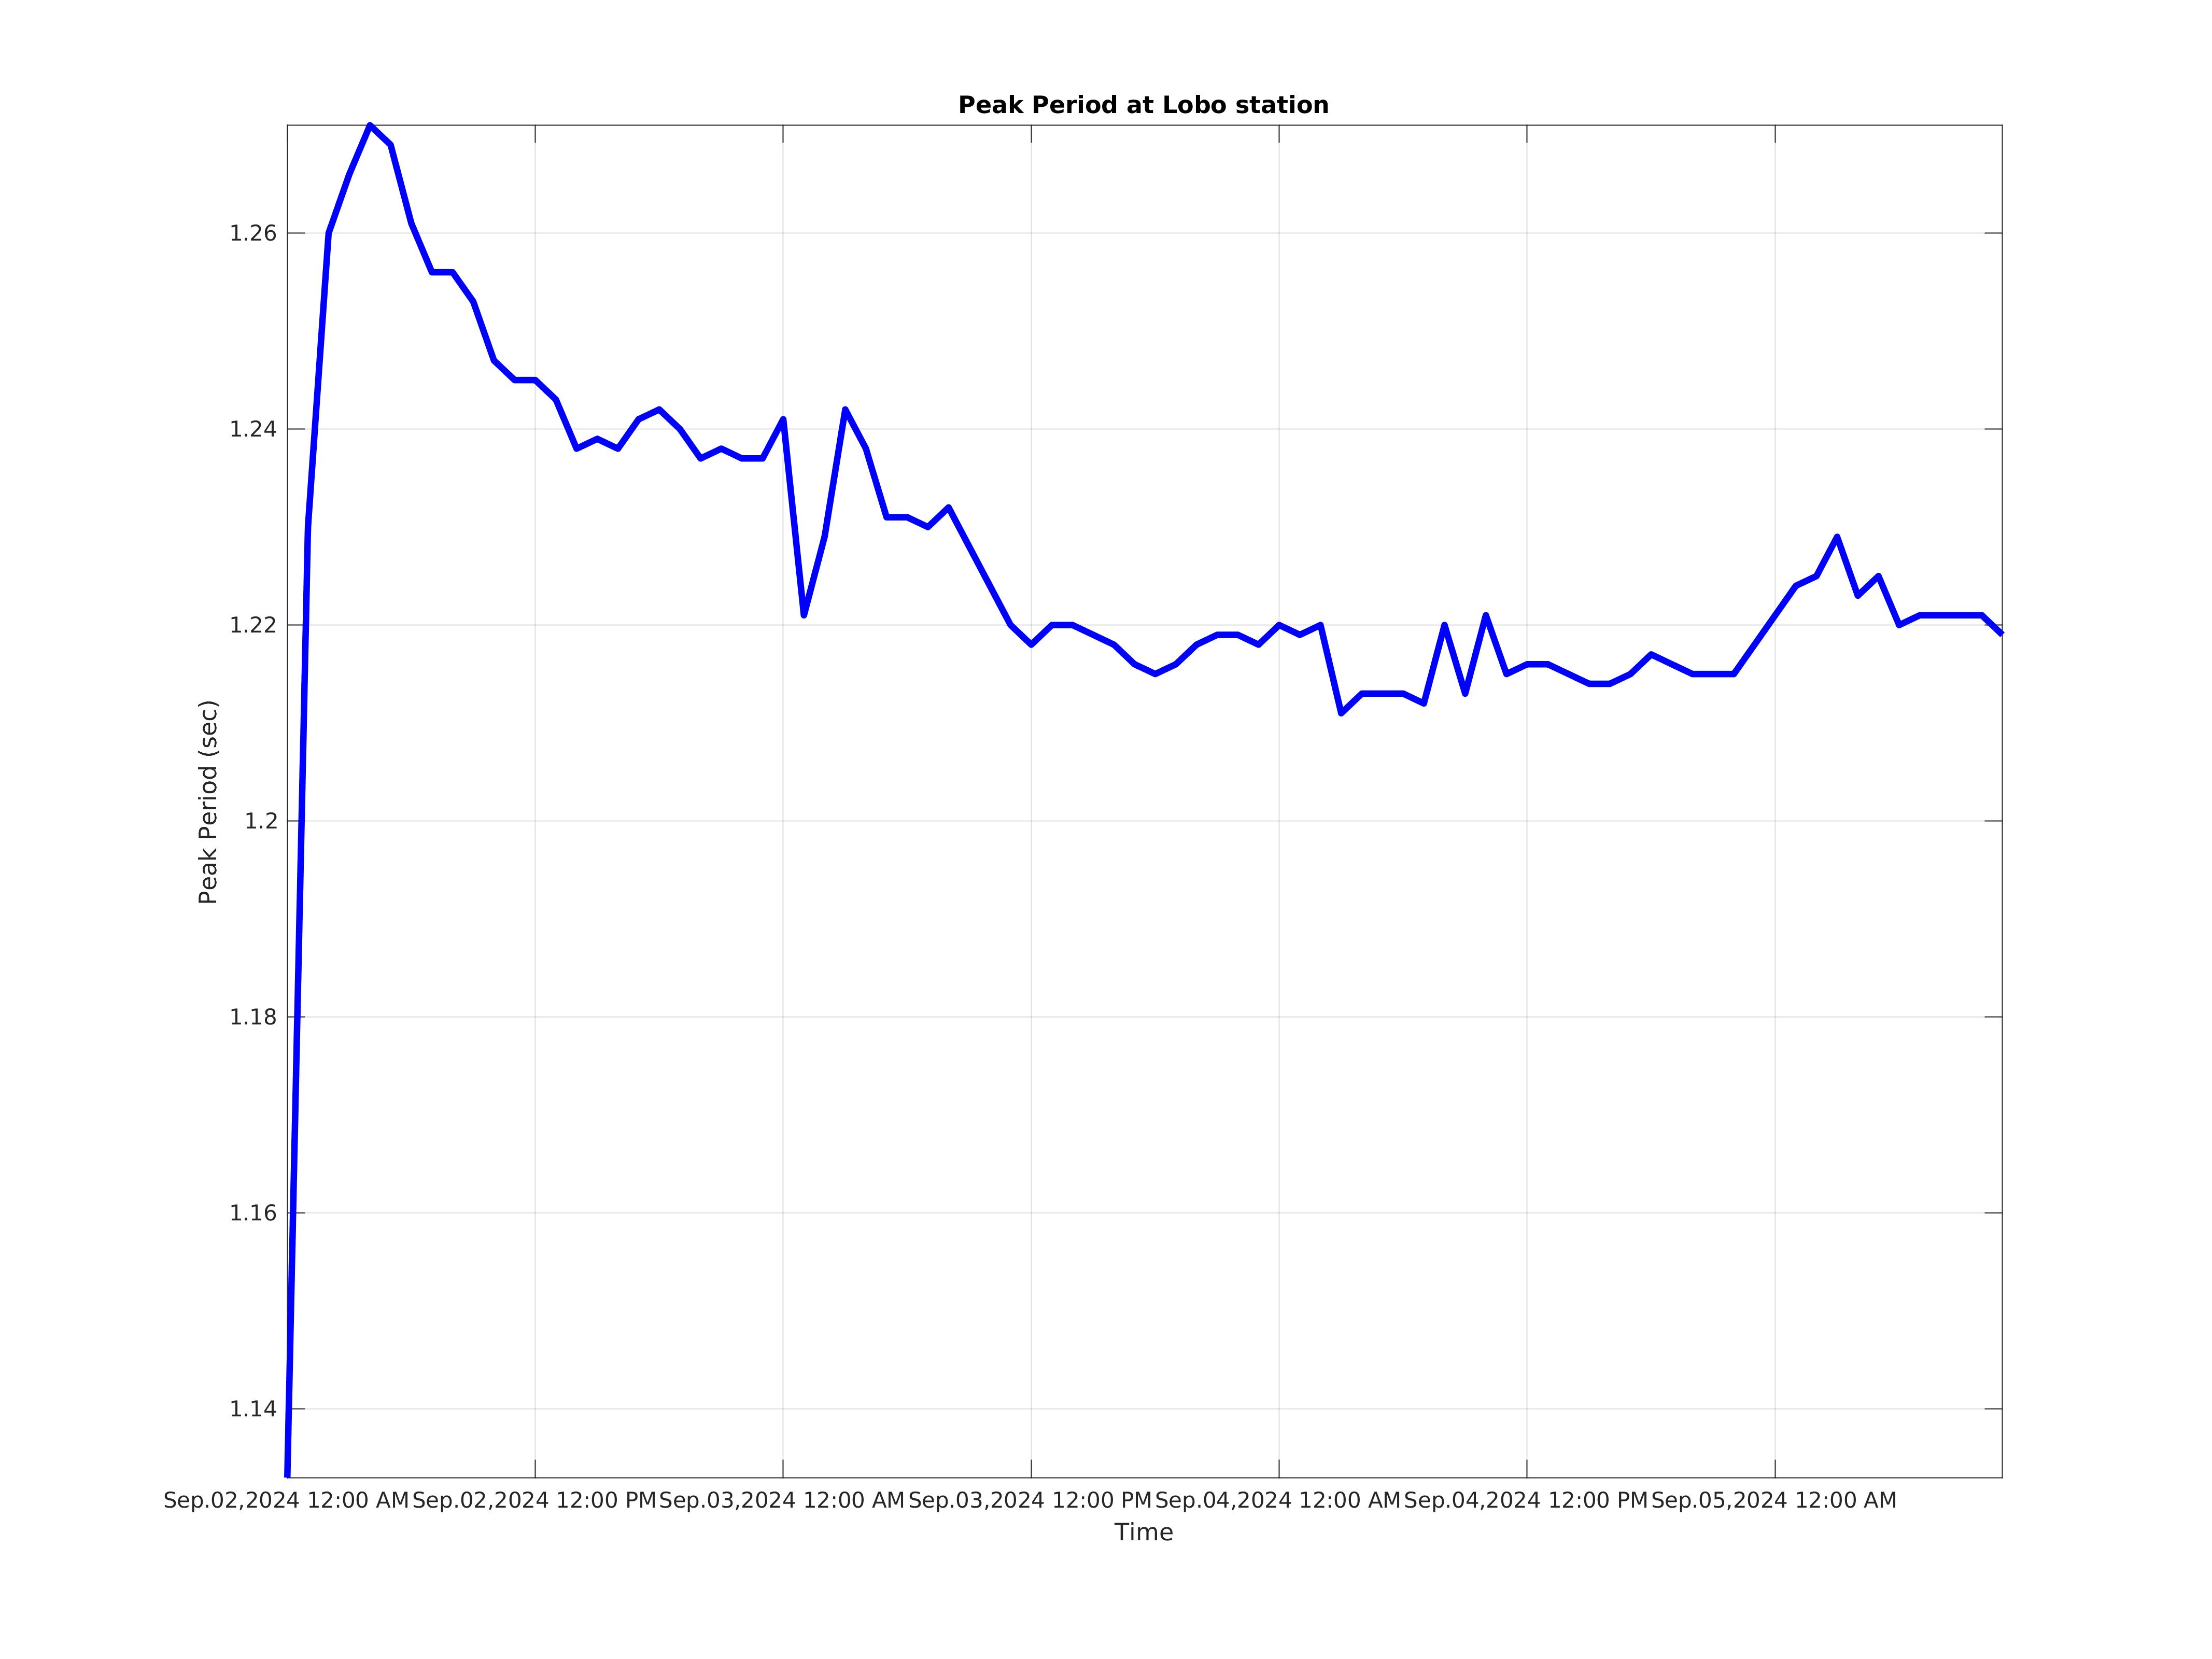 Peak Period at Lobo station
1.26
1.24
1.22
1.2
1.18
1.16
1.14
Peak Period (sec)
Sep.02,2024 12:00 AM Sep.02,2024 12:00 PM Sep.03,2024 12:00 AM Sep.03,2024 12:00 PM Sep.04,2024 12:00 AM Sep.04,2024 12:00 PM Sep.05,2024 12:00 AM
Time